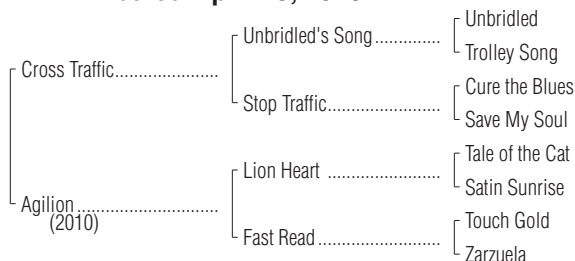 Unbridled
Unbridled's Song..............
Trolley Song
Cross Traffic......................
Cure the Blues
Stop Traffic........................
Save My Soul
Tale of the Cat
Lion Heart ........................
Satin Sunrise
Agilion ..............................
(2010)
Touch Gold
Fast Read..........................
Zarzuela